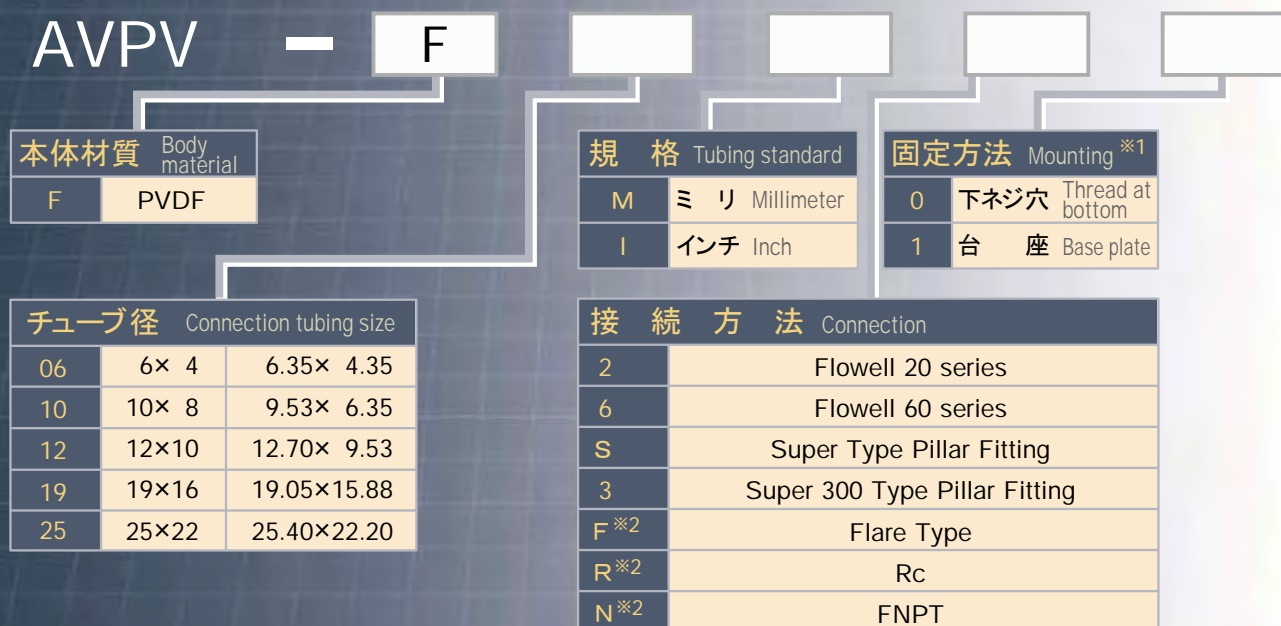 AVPV - F
本体材質 Body material
F PVDF
規 格 Tubing standard
M ミ リ Millimeter
I インチ Inch
固定方法 Mounting ※1
0 下ネジ穴 Thread at bottom
1 台 座 Base plate
チューブ径 Connection tubing size
06 6× 4 6.35× 4.35
10 10× 8 9.53× 6.35
12 12×10 12.70× 9.53
19 19×16 19.05×15.88
25 25×22 25.40×22.20
接 続 方 法 Connection
2 Flowell 20 series
6 Flowell 60 series
S Super Type Pillar Fitting
3 Super 300 Type Pillar Fitting
F※2 Flare Type
R※2 Rc
N※2 FNPT